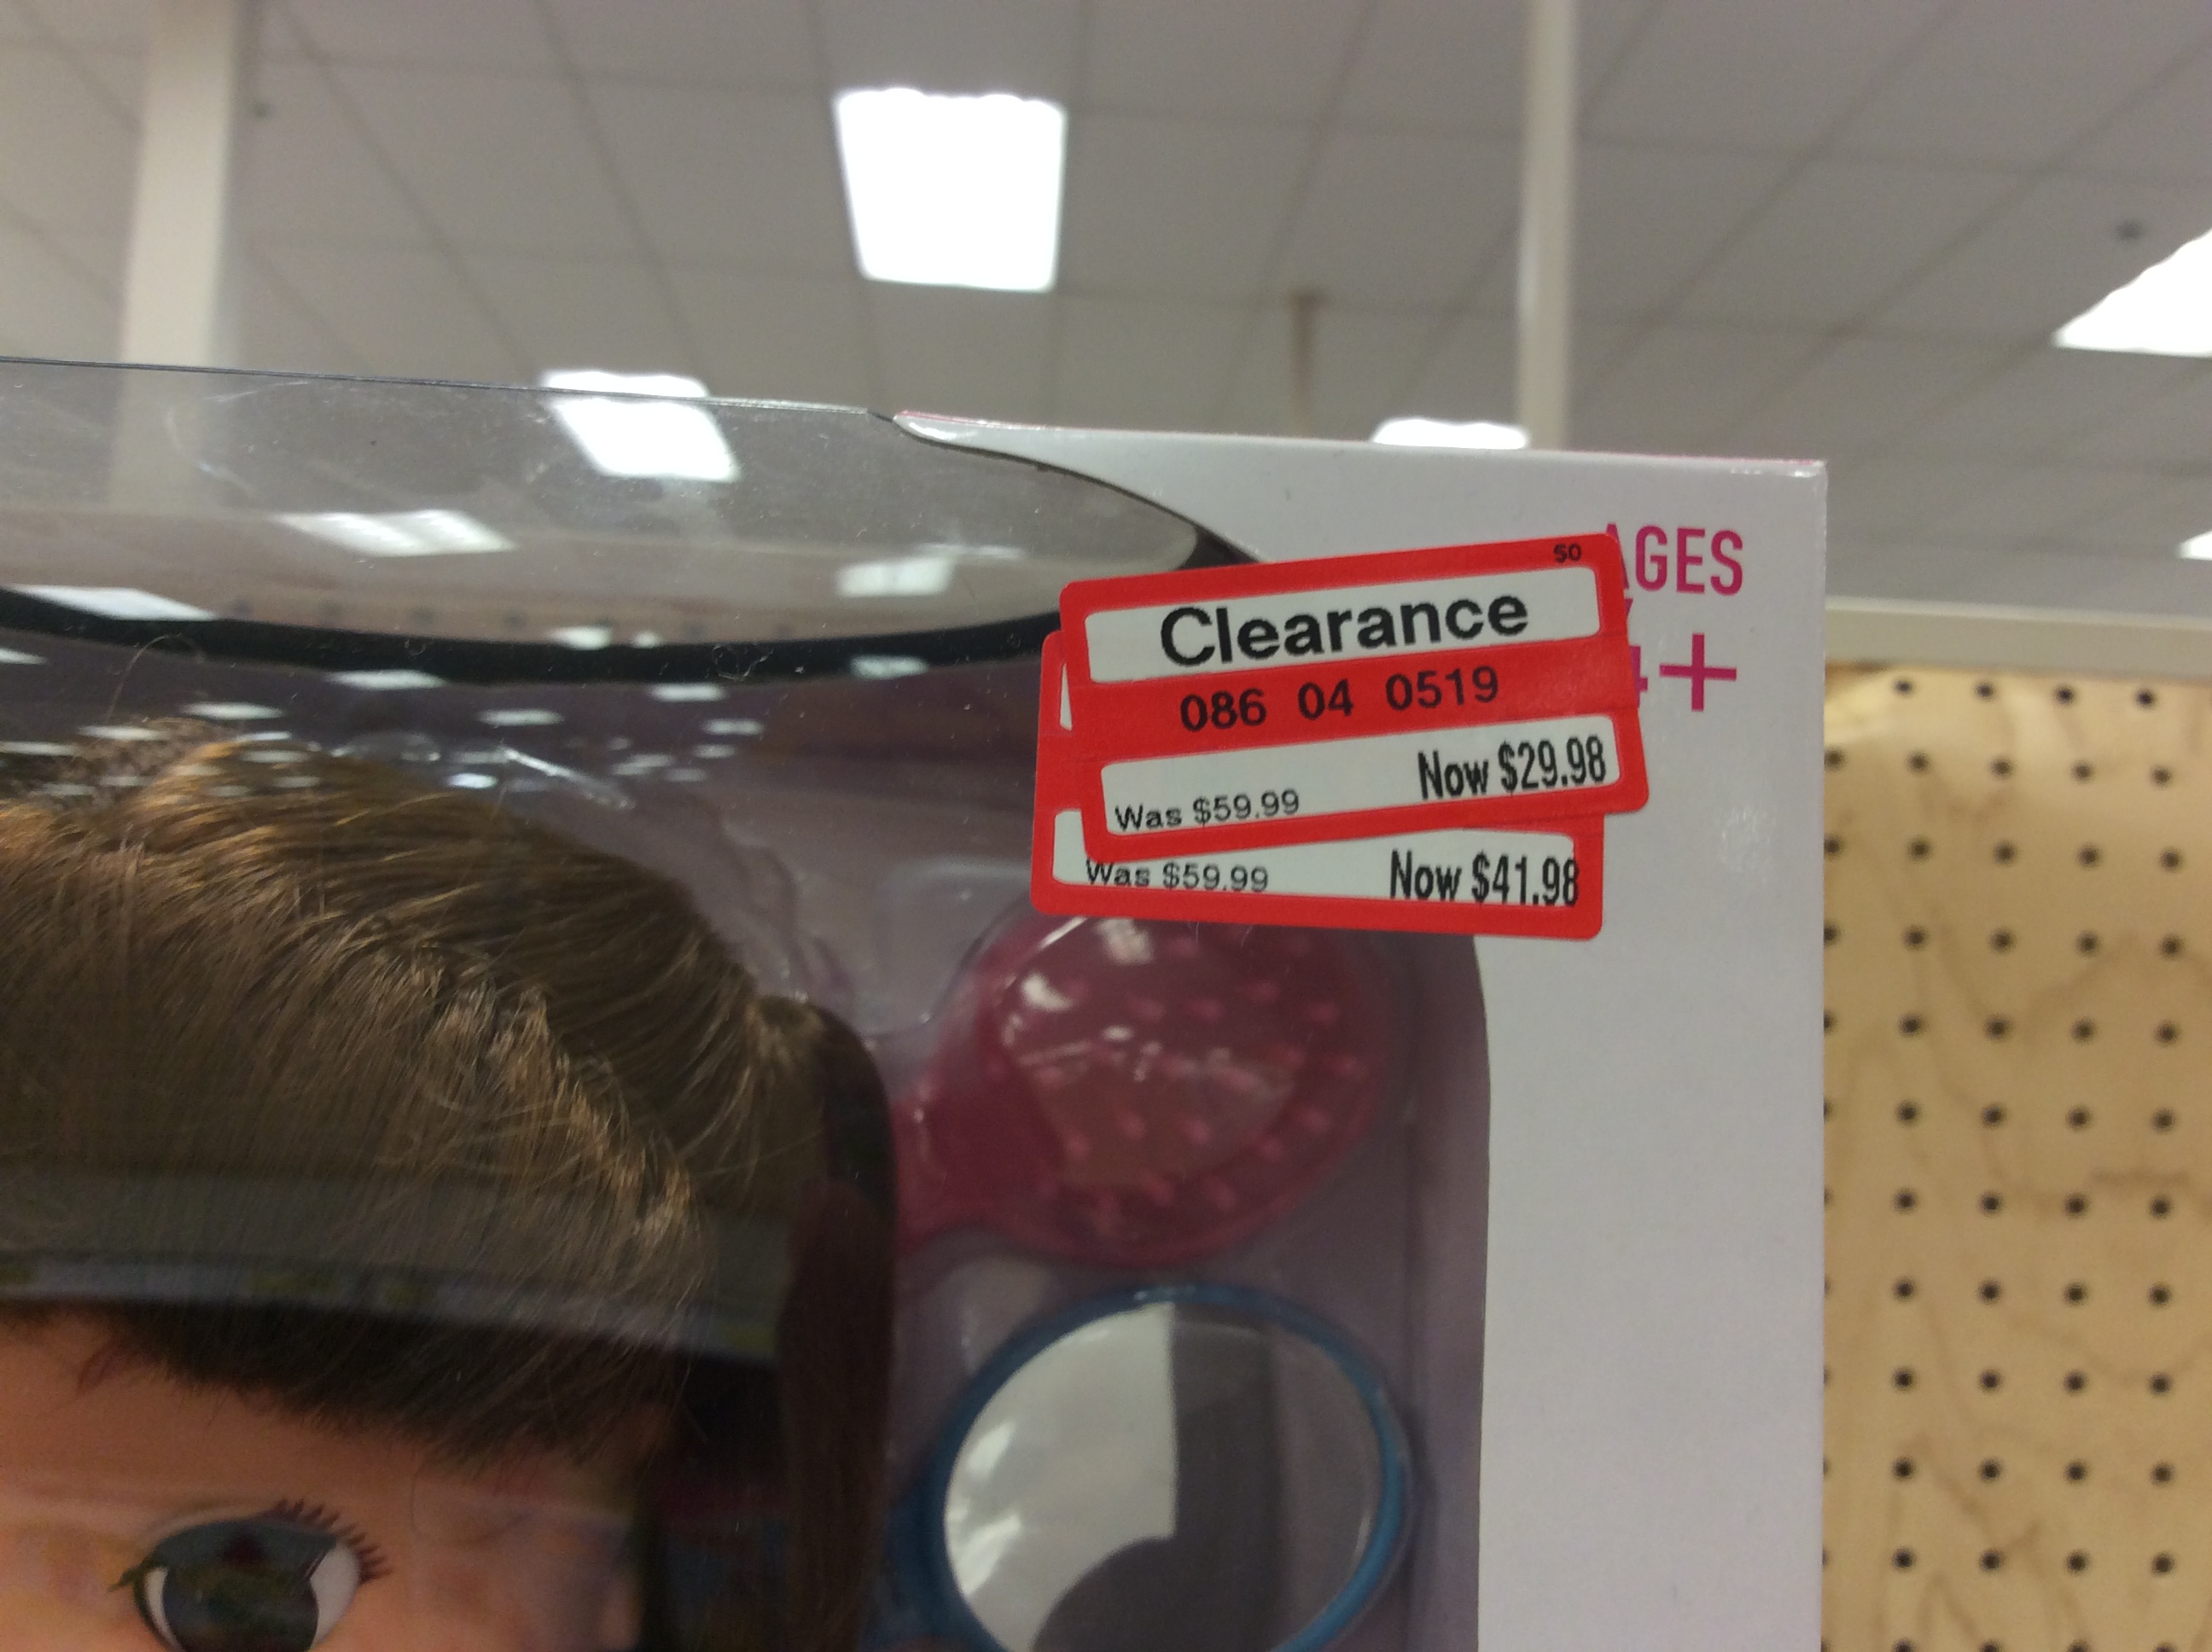 50
AGES
Clearance
4+
086 04 0519
Now $29.98
Was $59.99
Was $59.99 Now $41.98